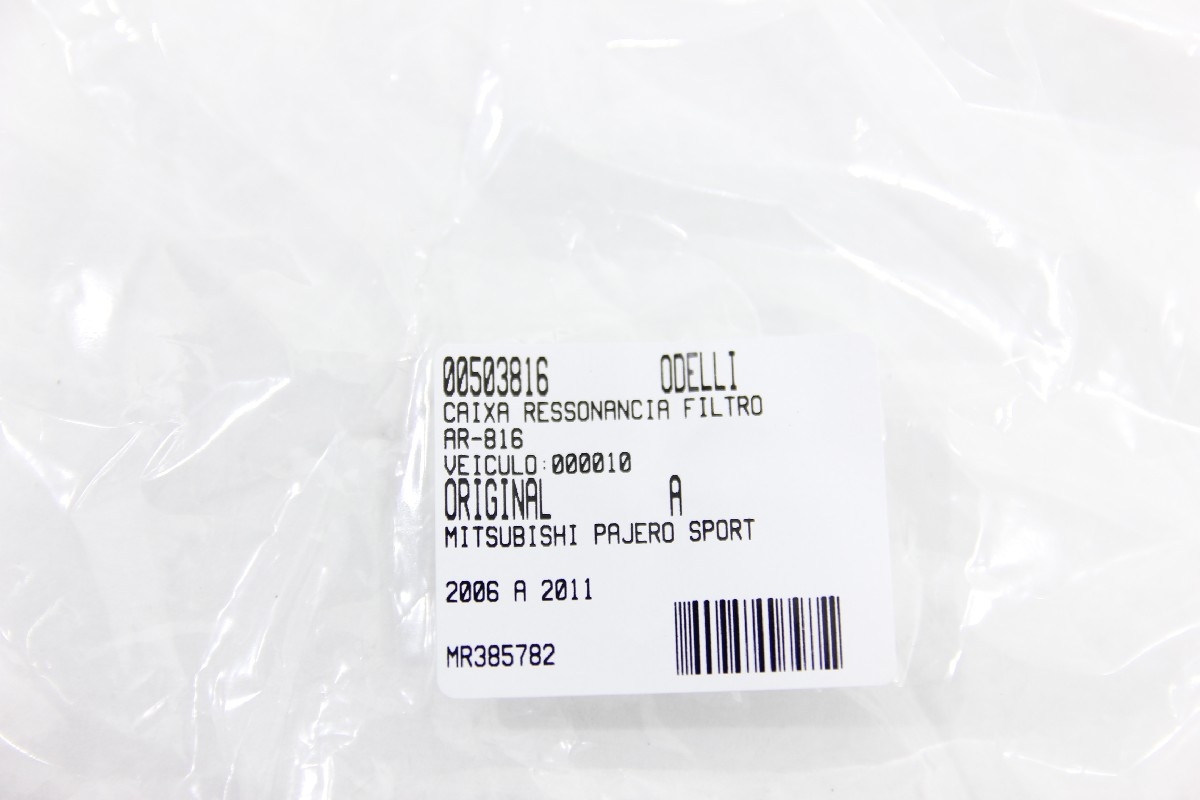 00503816 ODELLI
CAIXA RESSONANCIA FILTRO
AR-816
VEICULO:000010
ORIGINAL A
MITSUBISHI PAJERO SPORT
2006 A 2011
MR385782